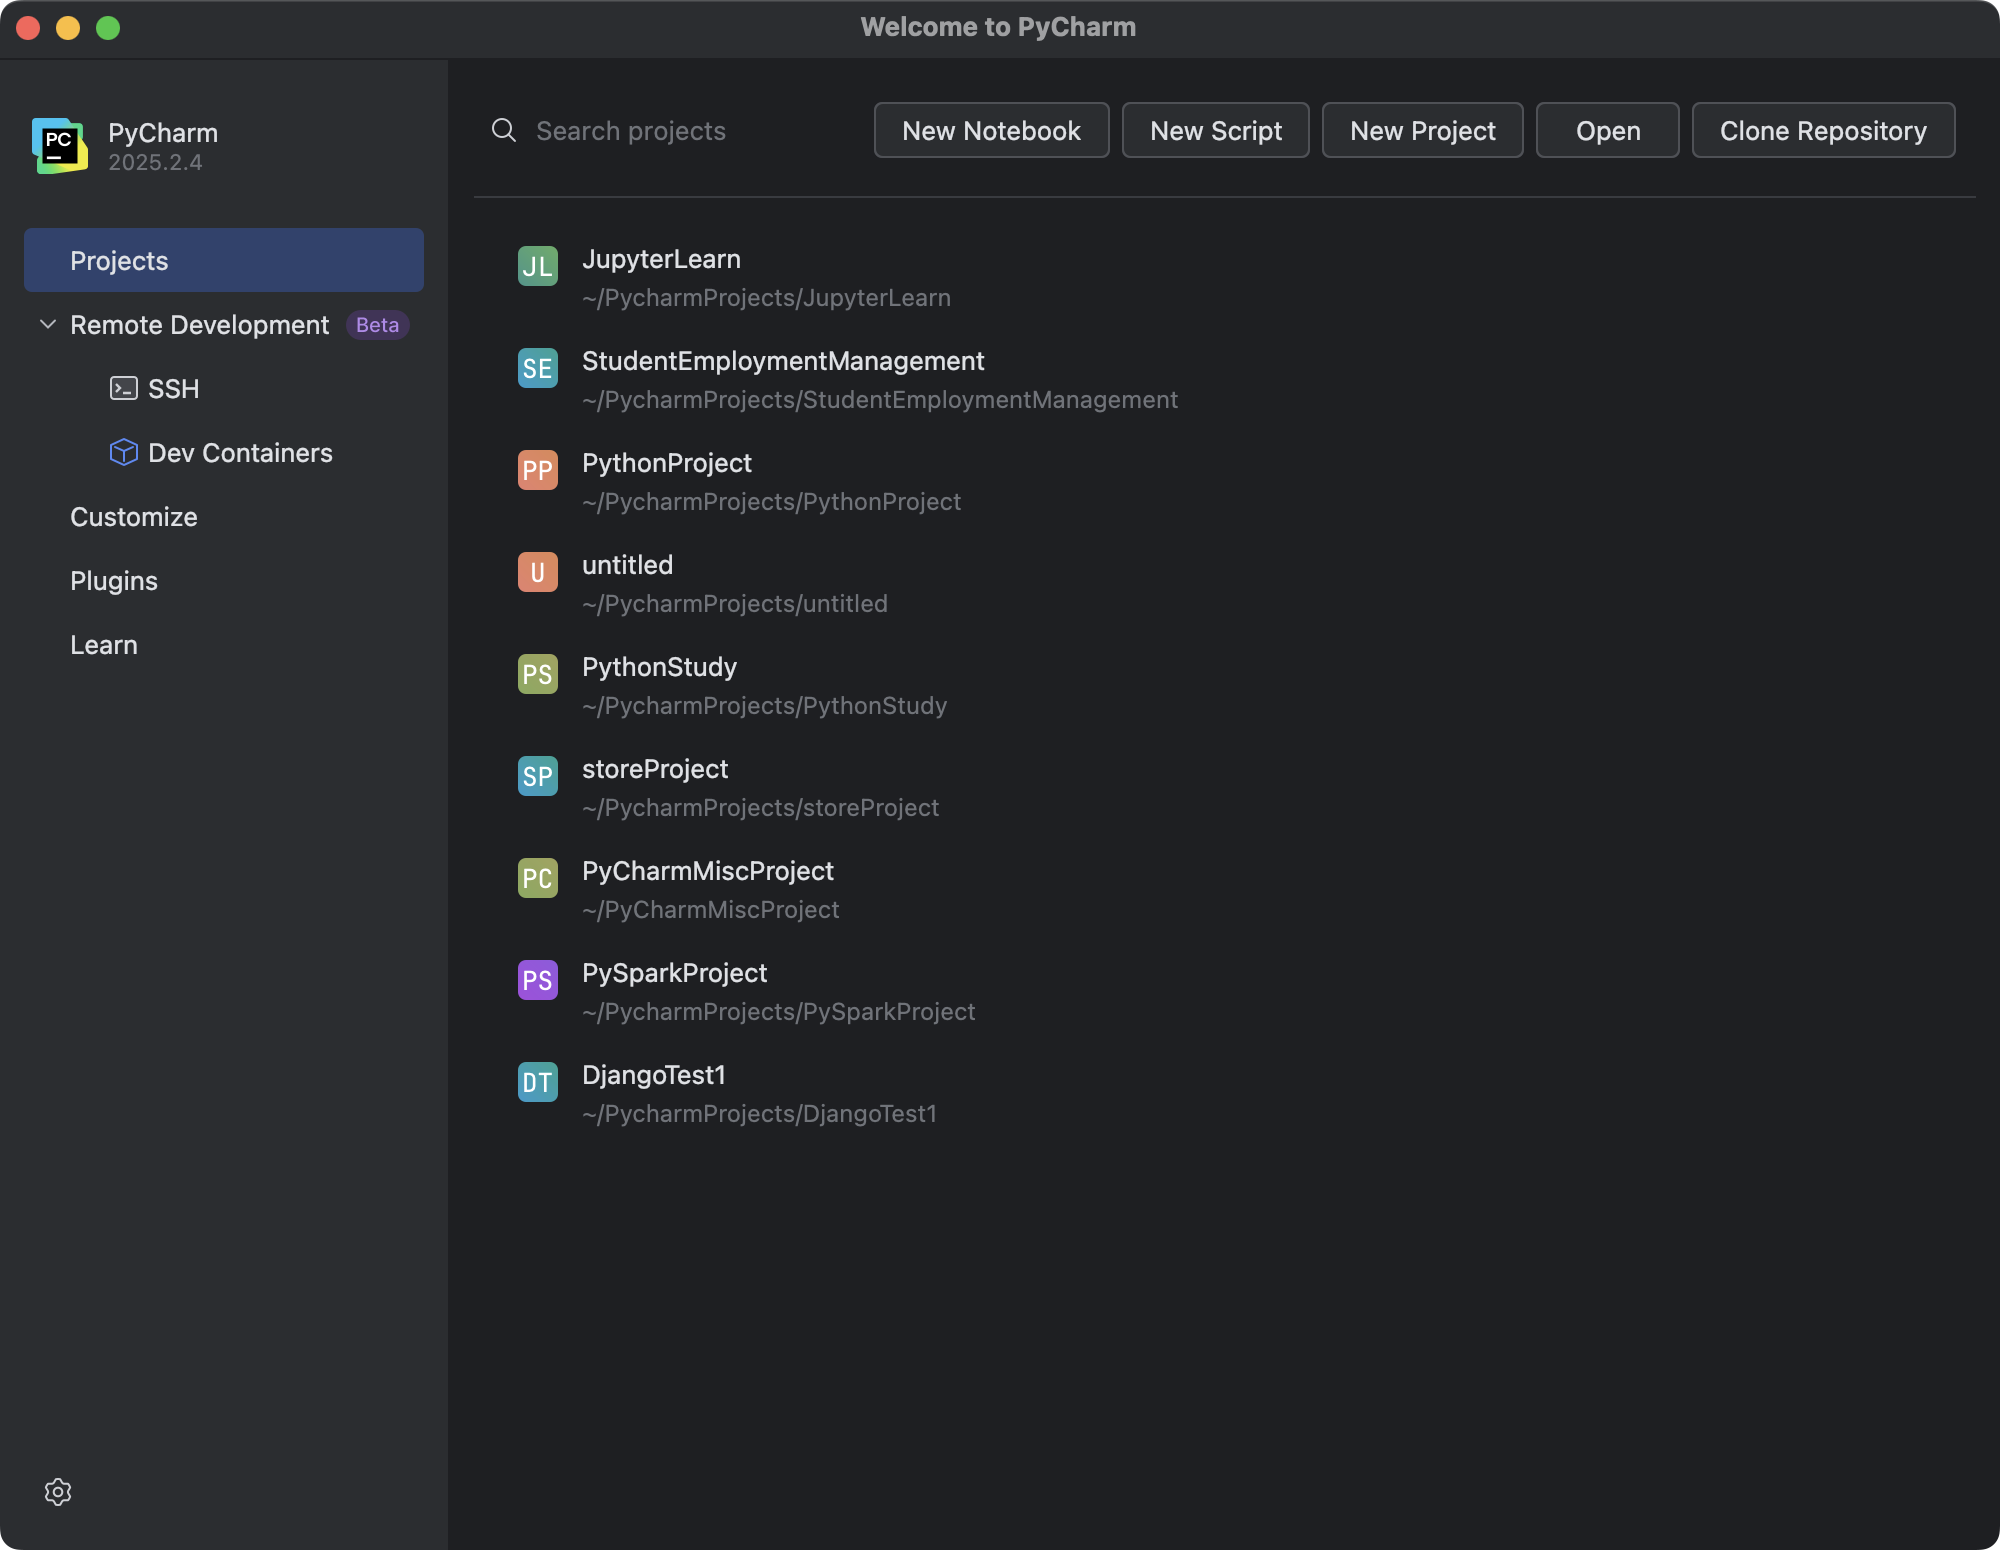 Welcome to PyCharm
PC
PyCharm
2025.2.4
Projects
Remote Development Beta
SSH
Dev Containers
Customize
Plugins
Learn
Search projects
New Notebook
New Script
New Project
Open
Clone Repository
JL
JupyterLearn
~/PycharmProjects/JupyterLearn
SE
StudentEmploymentManagement
~/PycharmProjects/StudentEmploymentManagement
PP
PythonProject
~/PycharmProjects/PythonProject
U
untitled
~/PycharmProjects/untitled
PS
PythonStudy
~/PycharmProjects/PythonStudy
SP
storeProject
~/PycharmProjects/storeProject
PC
PyCharmMiscProject
~/PyCharmMiscProject
PS
PySparkProject
~/PycharmProjects/PySparkProject
DT
DjangoTest1
~/PycharmProjects/DjangoTest1